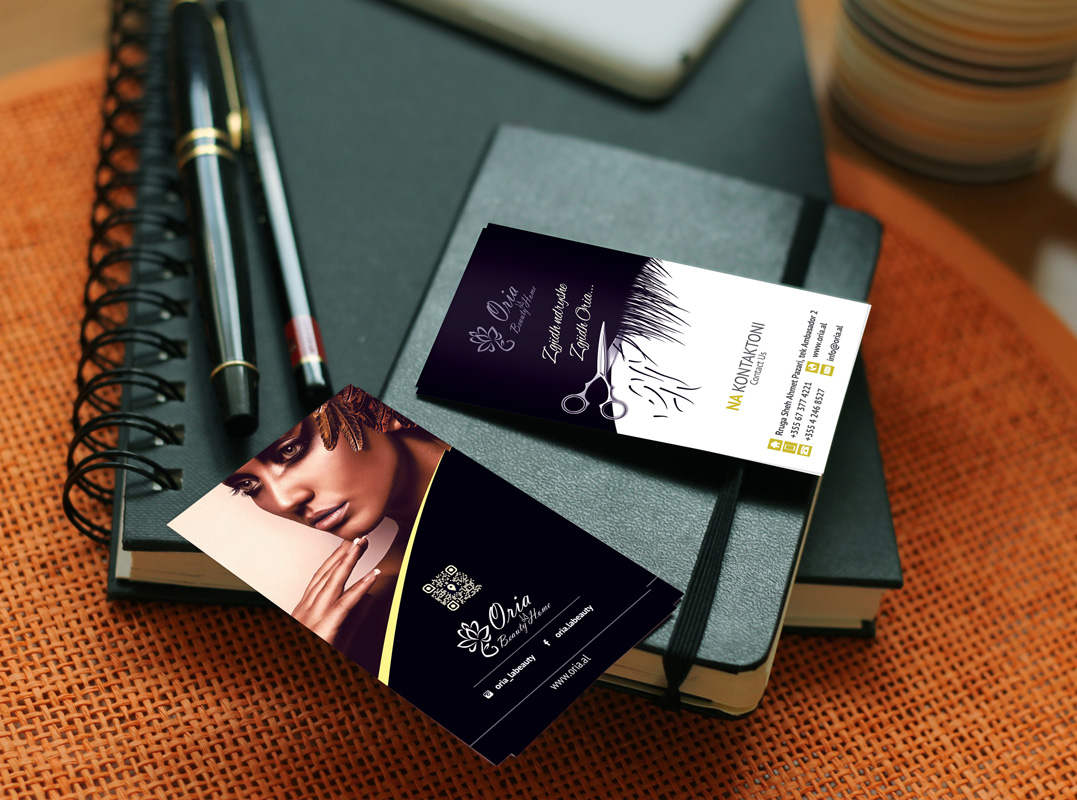 Oria
Beauty Home
Zgjidh ndryshe
Zgjidh Oria...
NA KONTAKTONI
Contact Us
Rruga Sheh Ahmet Pazari, tek Ambasador 2
+355 67 377 4221 www.oria.al
+355 4 246 8527 info@oria.al
Oria
Beauty Home
oria_labeauty f oria.labeauty
www.oria.al